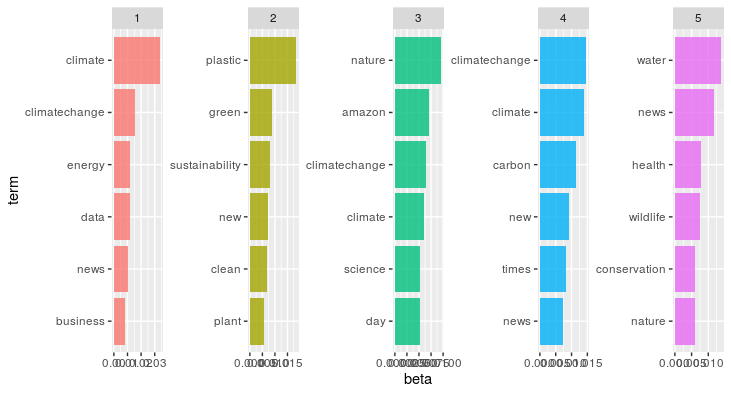 1 2 3 4 5
climate plastic nature climatechange water
climatechange green amazon climate news
energy sustainability climatechange carbon health
data new climate new wildlife
news clean science times conservation
business plant day news nature
term
beta